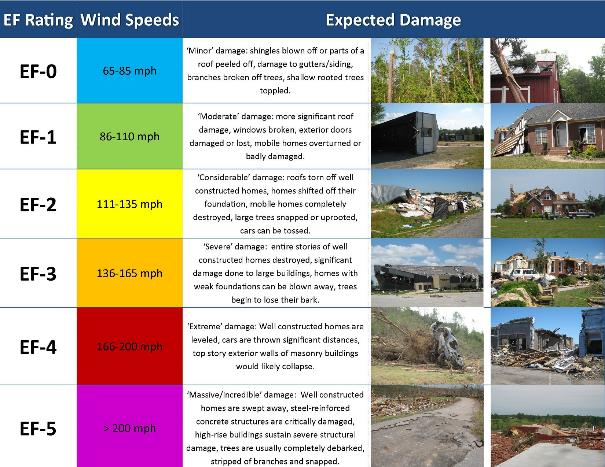 EF Rating Wind Speeds Expected Damage
EF-0
65-85 mph
'Minor' damage: shingles blown off or parts of a
roof peeled off, damage to gutters/siding,
branches broken off trees, shallow rooted trees
toppled.
EF-1
86-110 mph
'Moderate' damage: more significant roof
damage, windows broken, exterior doors
damaged or lost, mobile homes overturned or
badly damaged.
EF-2
111-135 mph
'Considerable' damage: roofs torn off well
constructed homes, homes shifted off their
foundation, mobile homes completely
destroyed, large trees snapped or uprooted,
cars can be tossed.
EF-3
136-165 mph
'Severe' damage: entire stories of well
constructed homes destroyed, significant
damage done to large buildings, homes with
weak foundations can be blown away, trees
begin to lose their bark.
EF-4
166-200 mph
'Extreme' damage: Well constructed homes are
leveled, cars are thrown significant distances,
top story exterior walls of masonry buildings
would likely collapse.
EF-5
> 200 mph
'Massive/Incredible' damage: Well constructed
homes are swept away, steel-reinforced
concrete structures are critically damaged,
high-rise buildings sustain severe structural
damage, trees are usually completely debarked,
stripped of branches and snapped.